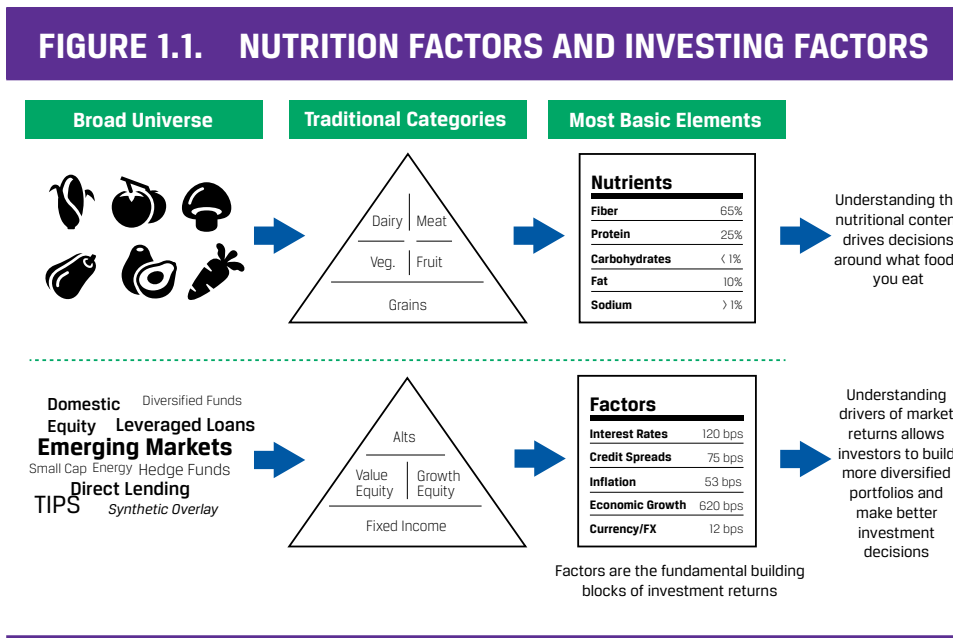 FIGURE 1.1. NUTRITION FACTORS AND INVESTING FACTORS
Broad Universe
Traditional Categories
Most Basic Elements
Dairy
Meat
Veg.
Fruit
Grains
Nutrients
Fiber 65%
Protein 25%
Carbohydrates < 1%
Fat 10%
Sodium > 1%
Understanding th
nutritional conten
drives decisions
around what food
you eat
Domestic
Equity
Diversified Funds
Leveraged Loans
Emerging Markets
Small Cap
Energy
Hedge Funds
Direct Lending
TIPS
Synthetic Overlay
Alts
Value
Equity
Growth
Equity
Fixed Income
Factors
Interest Rates 120 bps
Credit Spreads 75 bps
Inflation 53 bps
Economic Growth 620 bps
Currency/FX 12 bps
Factors are the fundamental building
blocks of investment returns
Understanding
drivers of market
returns allows
investors to build
more diversified
portfolios and
make better
investment
decisions